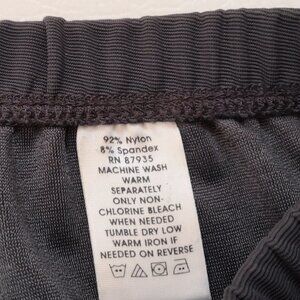 92% Nylon
8% Spandex
RN 87935
MACHINE WASH
WARM
SEPARATELY
ONLY NON-
CHLORINE BLEACH
WHEN NEEDED
TUMBLE DRY LOW
WARM IRON IF
NEEDED ON REVERSE